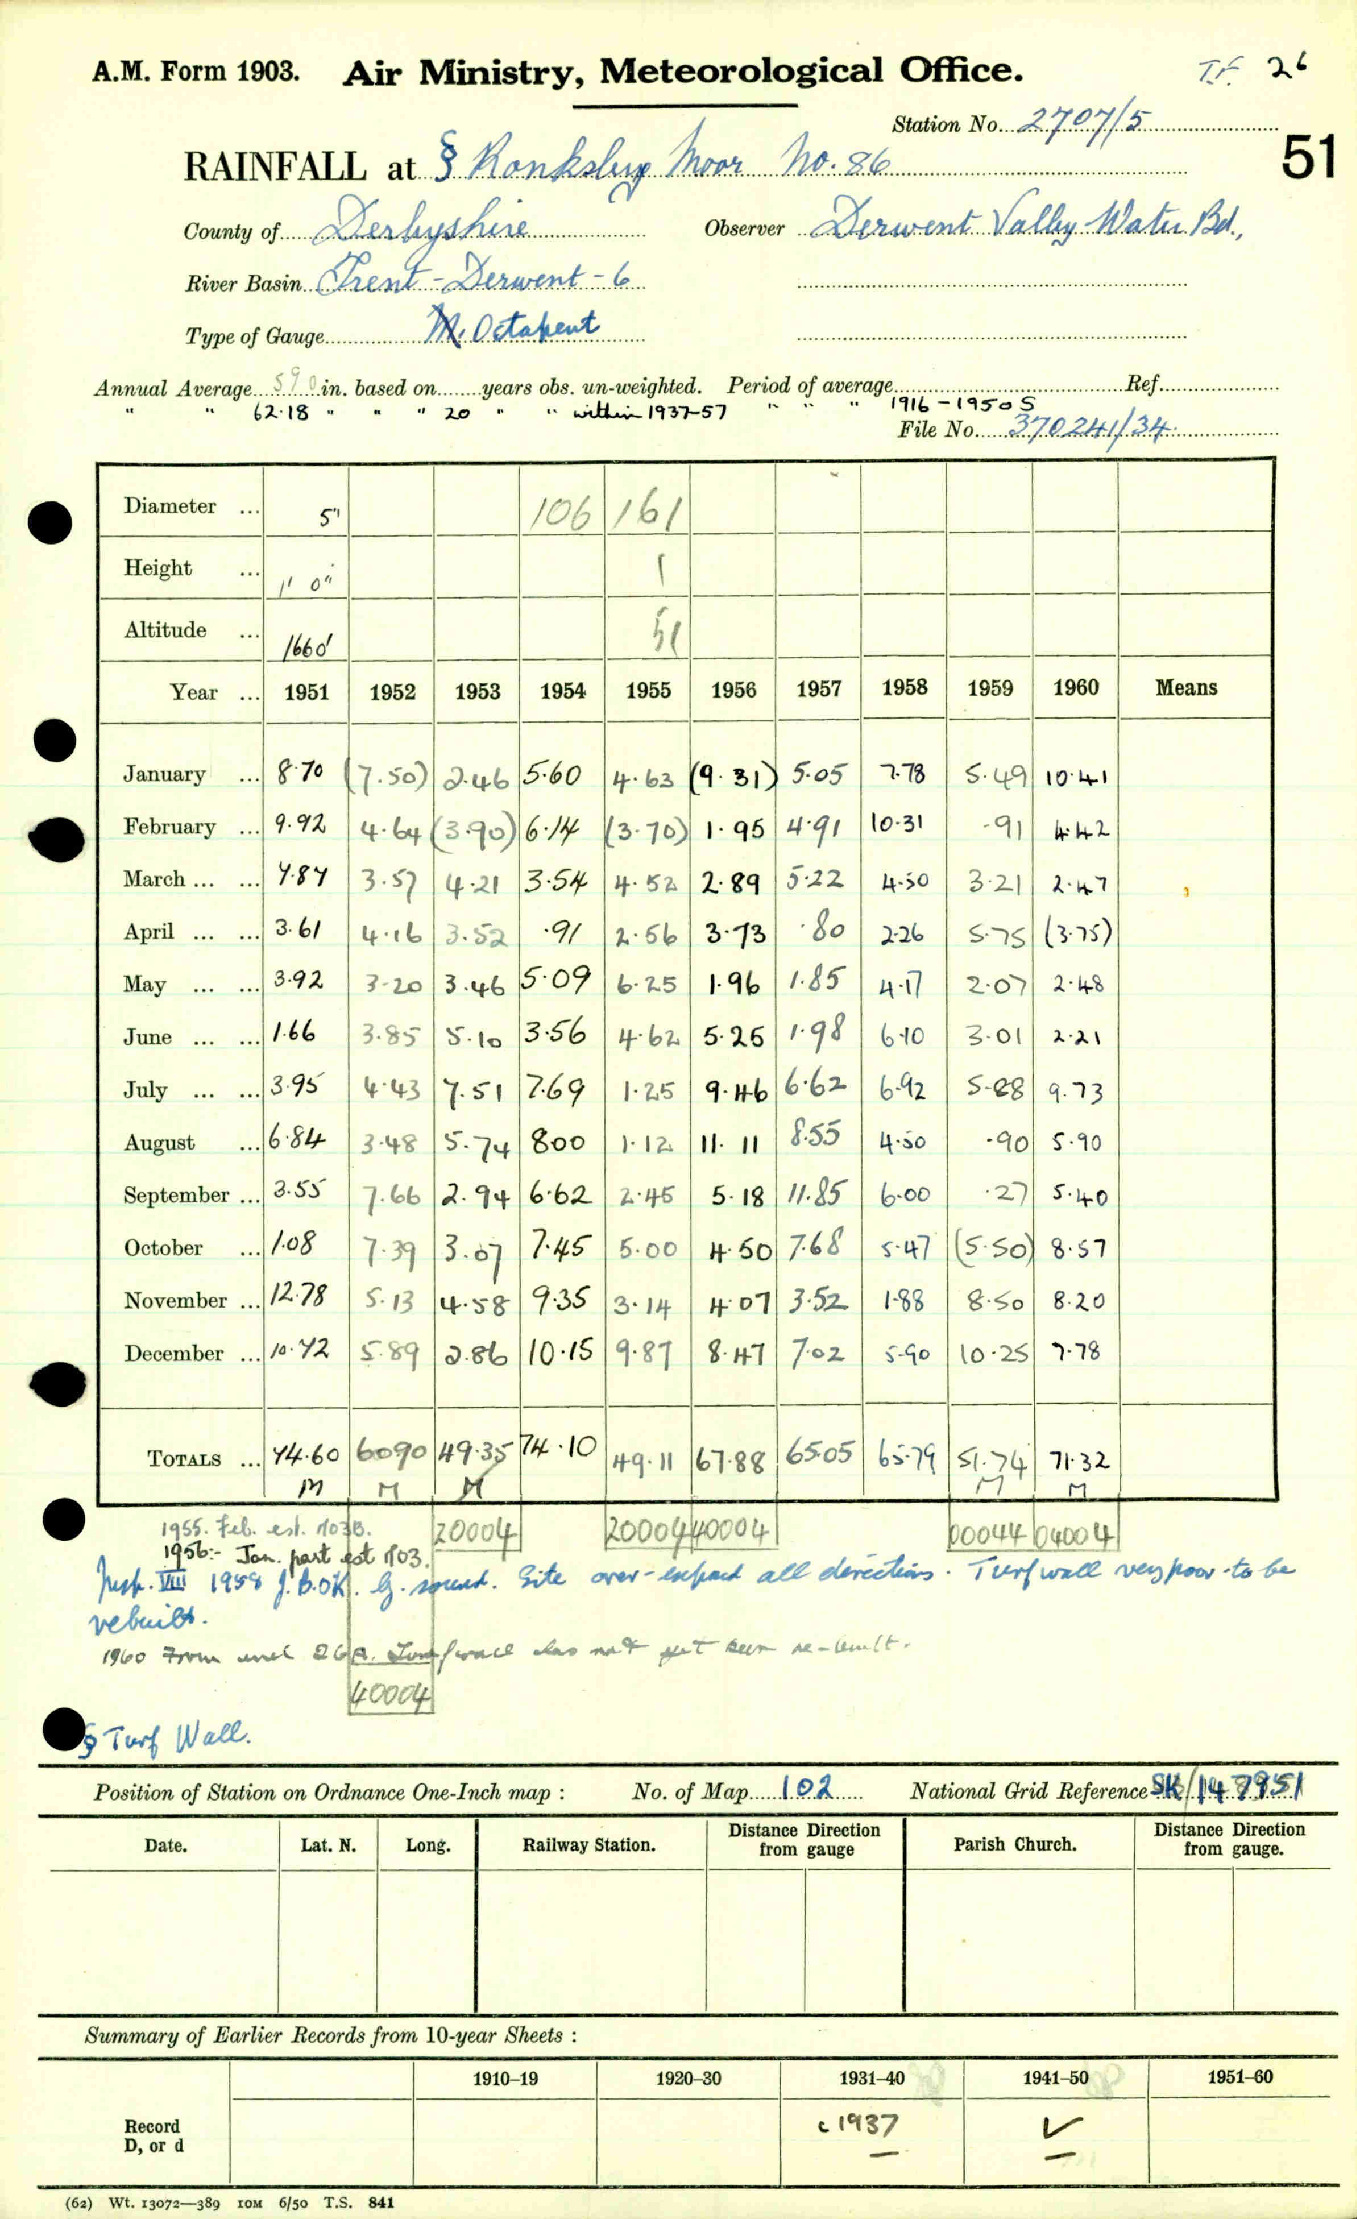 A.M. Form 1903. Air Ministry, Meteorological Office. T.F. 26
Station No. 2707/5
51
RAINFALL at § Ronksley Moor No. 86
County of Derbyshire Observer Derwent Valley Water Bd.,
River Basin Trent - Derwent - 6
Type of Gauge M. Octapent
Annual Average 590 in. based on years obs. un-weighted. Period of average Ref.
" " 62.18 " " " 20 " " within 1937-57 " " " 1916-1950 S
File No. 370241/34
Diameter ... 5" 106 161
Height ... 1' 0" 1
Altitude ... 1660' 51
Year ... 1951 1952 1953 1954 1955 1956 1957 1958 1959 1960 Means
January ... 8.70 (7.50) 2.46 5.60 4.63 (9.31) 5.05 7.78 5.49 10.41
February ... 9.92 4.64 (3.90) 6.14 (3.70) 1.95 4.91 10.31 .91 4.42
March ... ... 7.87 3.57 4.21 3.54 4.52 2.89 5.22 4.50 3.21 2.47
April ... ... 3.61 4.16 3.52 .91 2.56 3.73 .80 2.26 5.75 (3.75)
May ... ... 3.92 3.20 3.46 5.09 6.25 1.96 1.85 4.17 2.07 2.48
June ... ... 1.66 3.85 5.10 3.56 4.62 5.25 1.98 6.10 3.01 2.21
July ... ... 3.95 4.43 7.51 7.69 1.25 9.46 6.62 6.92 5.88 9.73
August ... 6.84 3.48 5.74 8.00 1.12 11.11 8.55 4.50 .90 5.90
September ... 3.55 7.66 2.94 6.62 2.45 5.18 11.85 6.00 .27 5.40
October ... 1.08 7.39 3.07 7.45 5.00 4.50 7.68 5.47 (5.50) 8.57
November ... 12.78 5.13 4.58 9.35 3.14 4.07 3.52 1.88 8.50 8.20
December ... 10.72 5.89 2.86 10.15 9.87 8.47 7.02 5.90 10.25 7.78
TOTALS ... 74.60 60.90 49.35 74.10 49.11 67.88 65.05 65.79 51.74 71.32
M M M M M
1955. Feb. est. M03B. 20004 20004 40004 00044 04004
1956:- Jan. part est M03.
Insp. VIII 1958 J.B. OK. G. sound. Site over-exposed all directions. Turf wall very poor - to be
rebuilt.
1960 From insp. Turf wall has not yet been re-built.
40004
§ Turf Wall.
Position of Station on Ordnance One-Inch map : No. of Map 102 National Grid Reference SK/147951
Date. Lat. N. Long. Railway Station. Distance from Direction gauge Parish Church. Distance from Direction gauge.
Summary of Earlier Records from 10-year Sheets :
1910–19 1920–30 1931–40 1941–50 1951–60
Record D, or d c 1937 ✓
(62) Wt. 13072—389 10M 6/50 T.S. 841